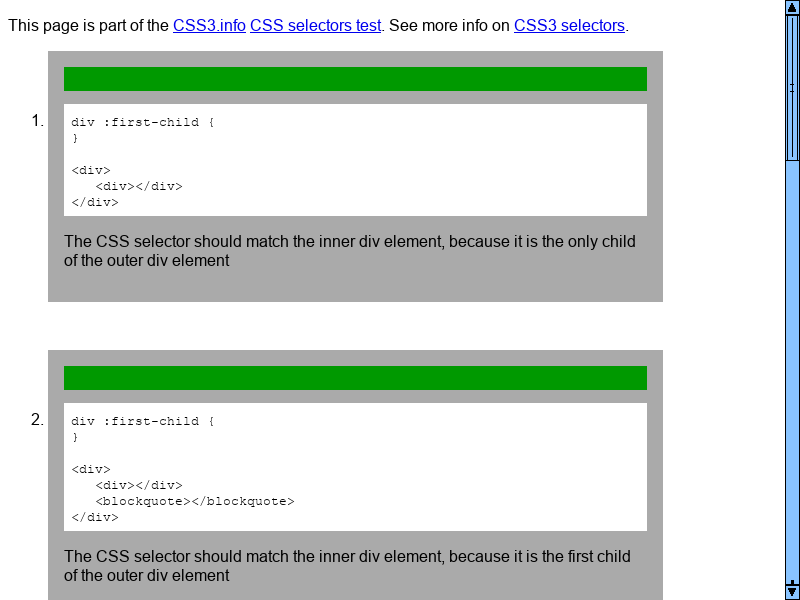 This page is part of the CSS3.info CSS selectors test. See more info on CSS3 selectors.
1.
div :first-child {
}
<div>
   <div></div>
</div>
The CSS selector should match the inner div element, because it is the only child
of the outer div element
2.
div :first-child {
}
<div>
   <div></div>
   <blockquote></blockquote>
</div>
The CSS selector should match the inner div element, because it is the first child
of the outer div element